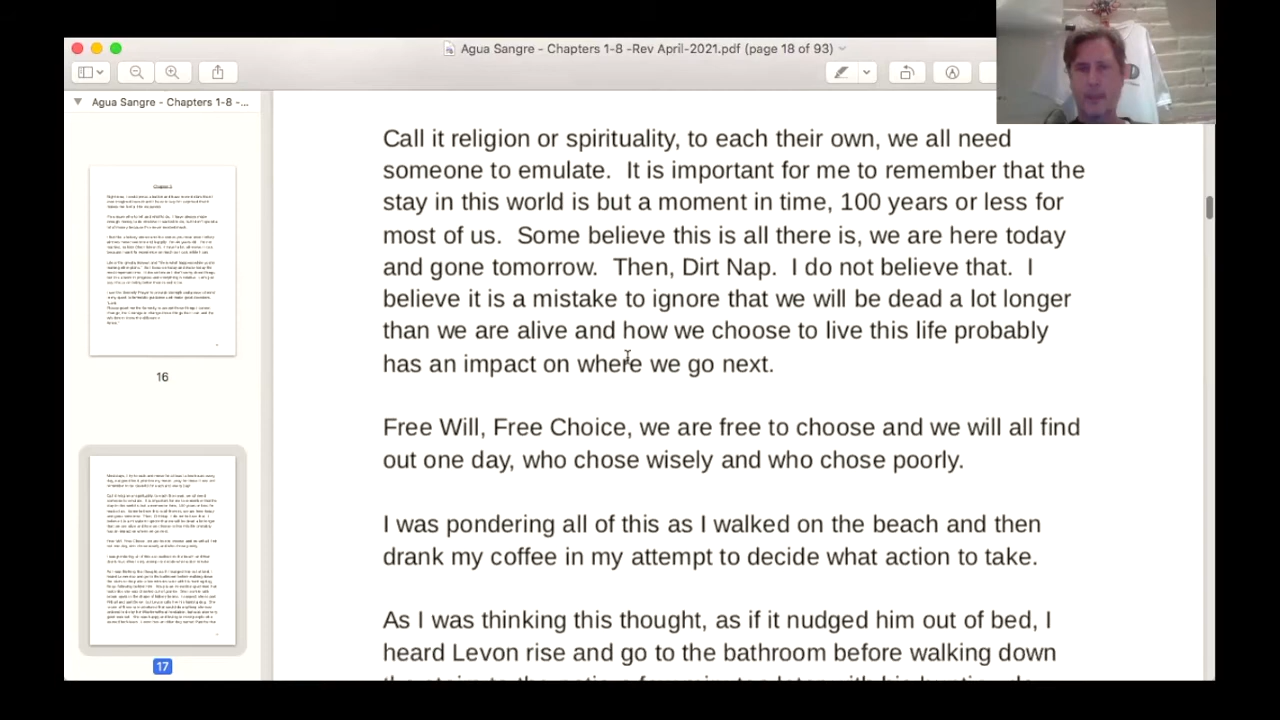 Agua Sangre - Chapters 1-8 -Rev April-2021.pdf (page 18 of 93)
Agua Sangre - Chapters 1-8 -...
16
17
Call it religion or spirituality, to each their own, we all need
someone to emulate.  It is important for me to remember that the
stay in this world is but a moment in time, 100 years or less for
most of us.  Some believe this is all there is, we are here today
and gone tomorrow.  Then, Dirt Nap.  I do not believe that.  I
believe it is a mistake to ignore that we will be dead a lot longer
than we are alive and how we choose to live this life probably
has an impact on where we go next.
Free Will, Free Choice, we are free to choose and we will all find
out one day, who chose wisely and who chose poorly.
I was pondering all of this as I walked on the beach and then
drank my coffee in my attempt to decide what action to take.
As I was thinking this thought, as if it nudged him out of bed, I
heard Levon rise and go to the bathroom before walking down